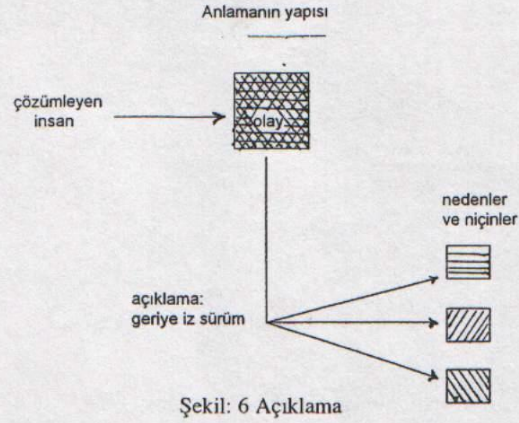 Anlamanın yapısı
çözümleyen
insan
olay
nedenler
ve niçinler
açıklama:
geriye iz sürüm
Şekil: 6 Açıklama